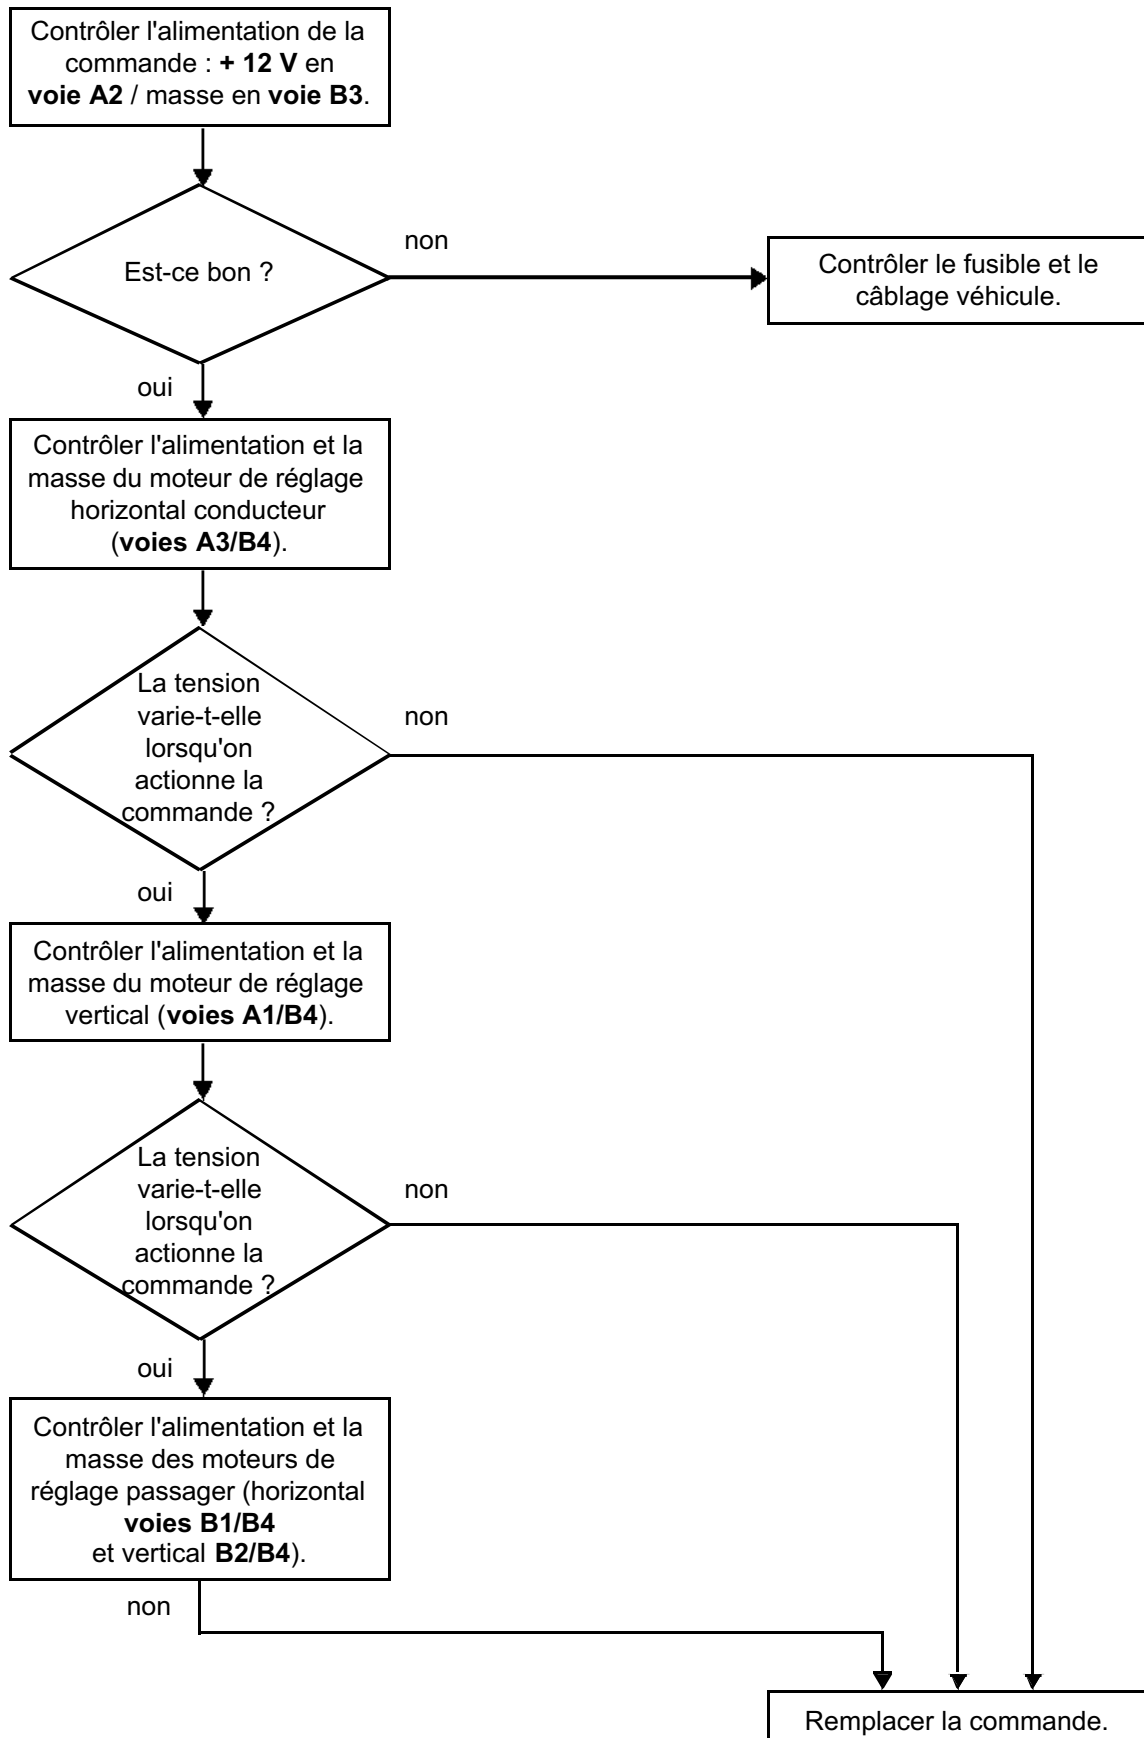 Contrôler l'alimentation de la
commande : + 12 V en
voie A2 / masse en voie B3.
Est-ce bon ?
non
Contrôler le fusible et le
câblage véhicule.
oui
Contrôler l'alimentation et la
masse du moteur de réglage
horizontal conducteur
(voies A3/B4).
La tension
varie-t-elle
lorsqu'on
actionne la
commande ?
non
oui
Contrôler l'alimentation et la
masse du moteur de réglage
vertical (voies A1/B4).
La tension
varie-t-elle
lorsqu'on
actionne la
commande ?
non
oui
Contrôler l'alimentation et la
masse des moteurs de
réglage passager (horizontal
voies B1/B4
et vertical B2/B4).
non
Remplacer la commande.